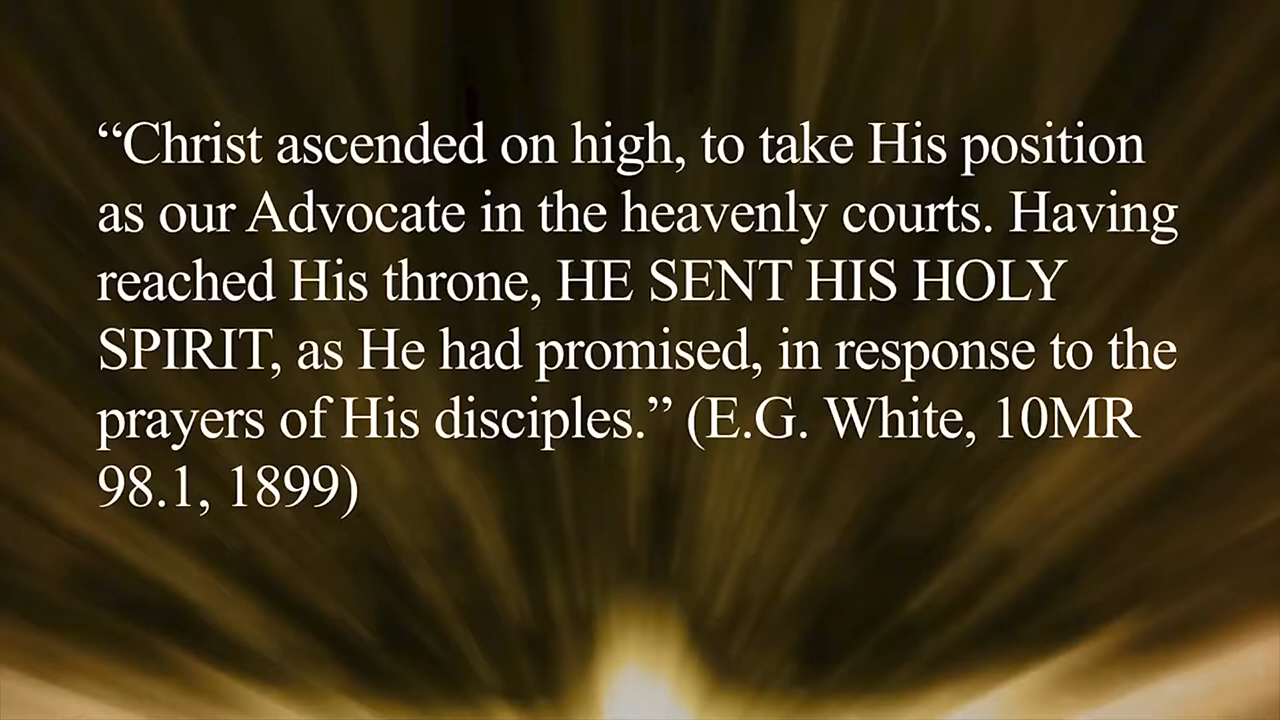 “Christ ascended on high, to take His position
as our Advocate in the heavenly courts. Having
reached His throne, HE SENT HIS HOLY
SPIRIT, as He had promised, in response to the
prayers of His disciples.” (E.G. White, 10MR
98.1, 1899)